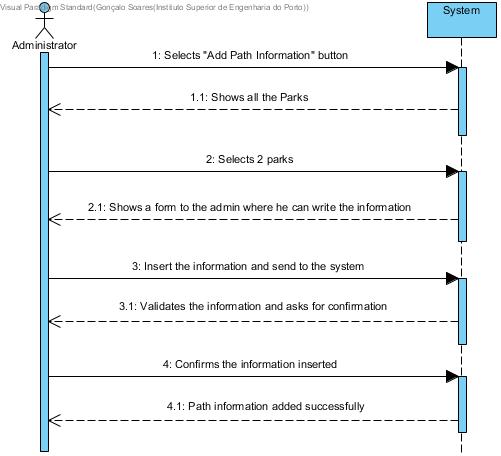 Visual Paradigm Standard(Gonçalo Soares(Instituto Superior de Engenharia do Porto))
System
Administrator
1: Selects "Add Path Information" button
1.1: Shows all the Parks
2: Selects 2 parks
2.1: Shows a form to the admin where he can write the information
3: Insert the information and send to the system
3.1: Validates the information and asks for confirmation
4: Confirms the information inserted
4.1: Path information added successfully